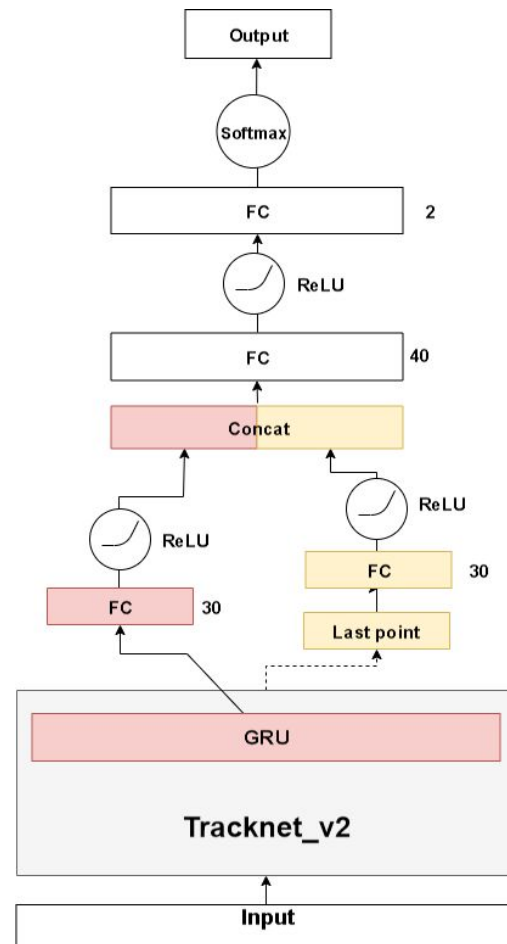 Output
Softmax
FC
2
ReLU
FC
40
Concat
ReLU
ReLU
FC
30
FC
30
Last point
GRU
Tracknet_v2
Input